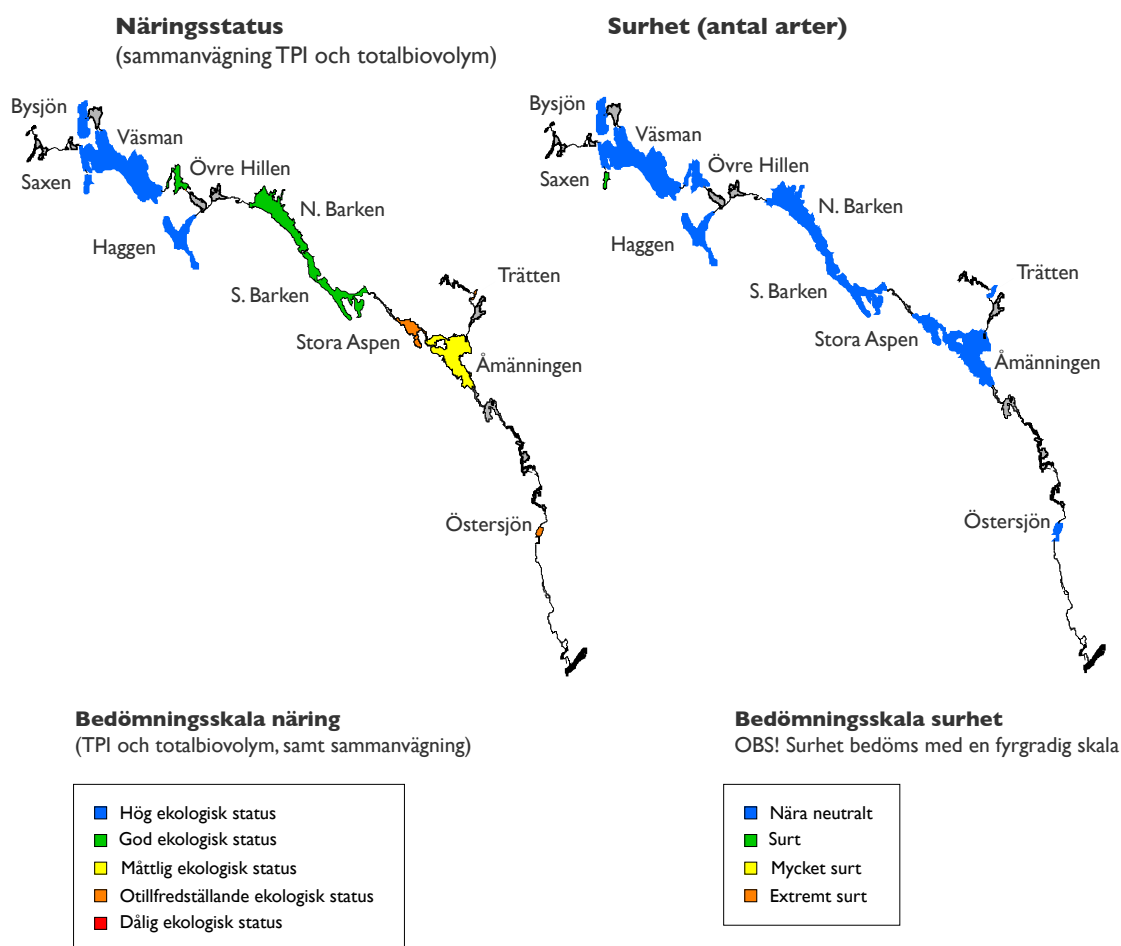 Näringsstatus
(sammanvägning TPI och totalbiovolym)
Bysjön
Väsman
Saxen
Övre Hillen
N. Barken
Haggen
S. Barken
Trätten
Stora Aspen
Åmänningen
Östersjön
Surhet (antal arter)
Bysjön
Väsman
Saxen
Övre Hillen
N. Barken
Haggen
S. Barken
Trätten
Stora Aspen
Åmänningen
Östersjön
Bedömningsskala näring
(TPI och totalbiovolym, samt sammanvägning)
Hög ekologisk status
God ekologisk status
Måttlig ekologisk status
Otillfredställande ekologisk status
Dålig ekologisk status
Bedömningsskala surhet
OBS! Surhet bedöms med en fyrgradig skala
Nära neutralt
Surt
Mycket surt
Extremt surt